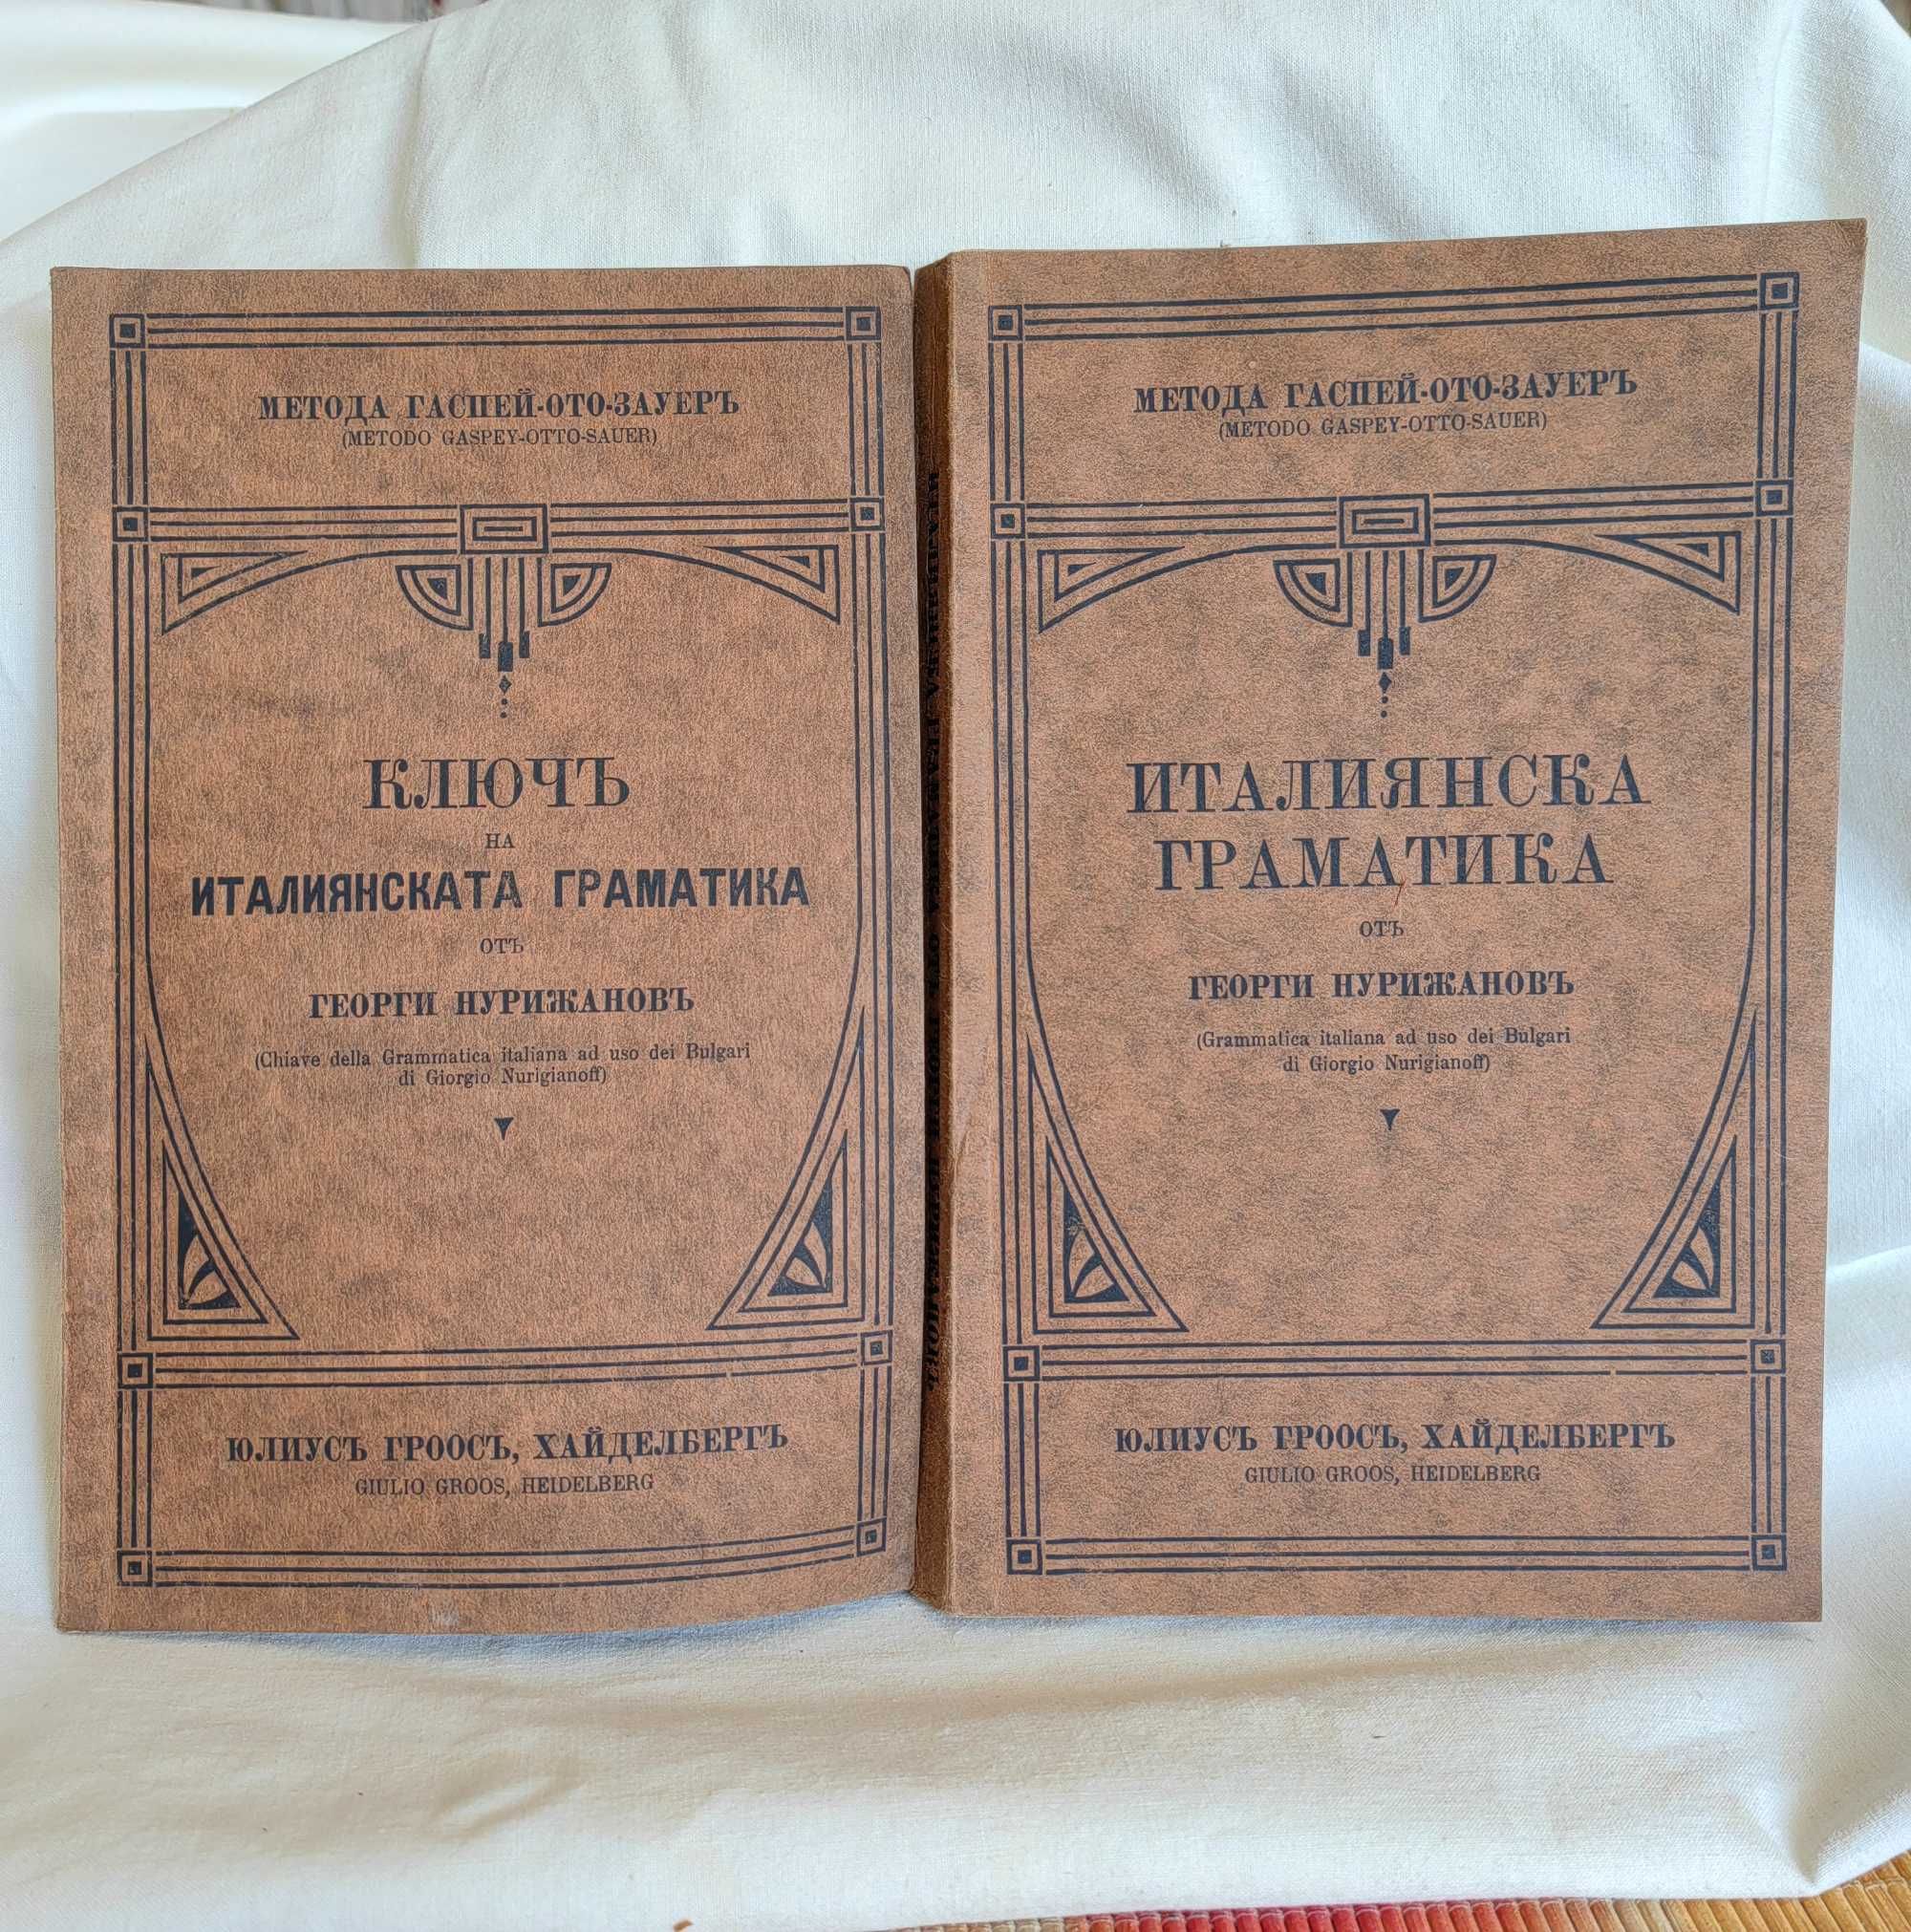 МЕТОДА ГАСПЕЙ-ОТО-ЗАУЕРЪ
(METODO GASPEY-OTTO-SAUER)
КЛЮЧЪ
НА
ИТАЛИЯНСКАТА ГРАМАТИКА
ОТЪ
ГЕОРГИ НУРИЖАНОВЪ
(Chiave della Grammatica italiana ad uso dei Bulgari
di Giorgio Nurigianoff)
ЮЛИУСЪ ГРООСЪ, ХАЙДЕЛБЕРГЪ
GIULIO GROOS, HEIDELBERG
МЕТОДА ГАСПЕЙ-ОТО-ЗАУЕРЪ
(METODO GASPEY-OTTO-SAUER)
ИТАЛИЯНСКА
ГРАМАТИКА
ОТЪ
ГЕОРГИ НУРИЖАНОВЪ
(Grammatica italiana ad uso dei Bulgari
di Giorgio Nurigianoff)
ЮЛИУСЪ ГРООСЪ, ХАЙДЕЛБЕРГЪ
GIULIO GROOS, HEIDELBERG